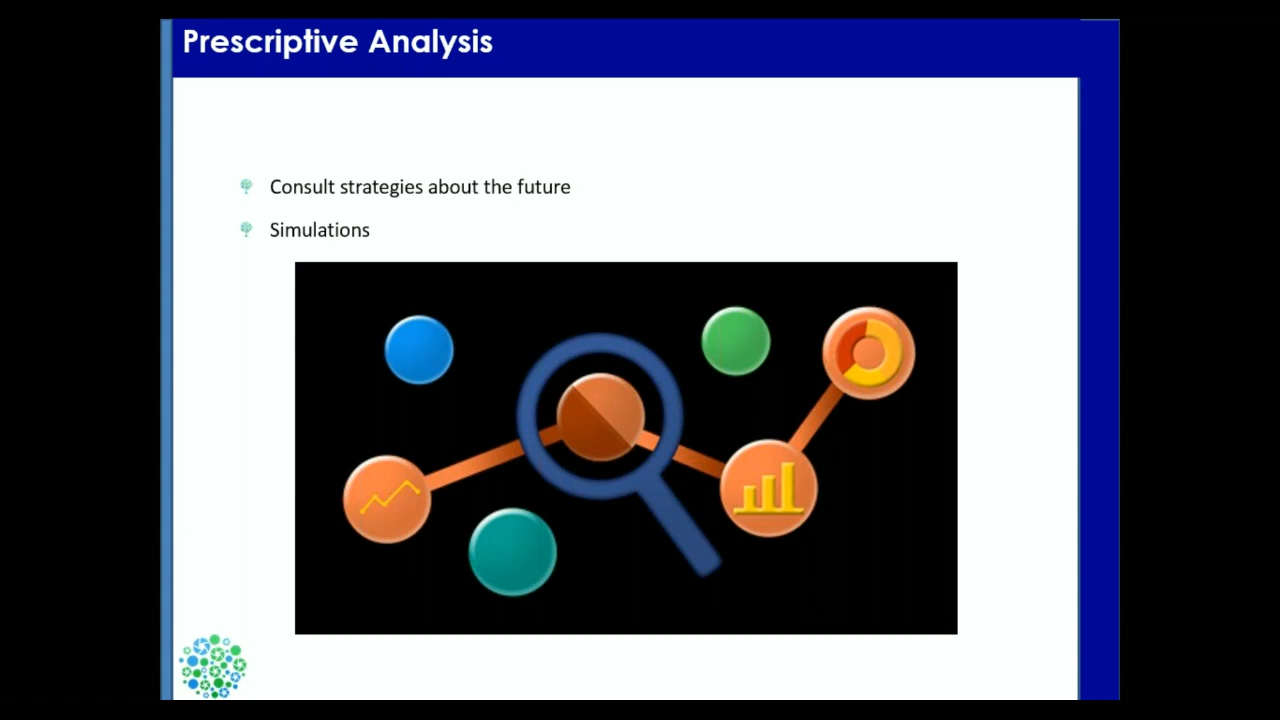 Prescriptive Analysis
Consult strategies about the future
Simulations